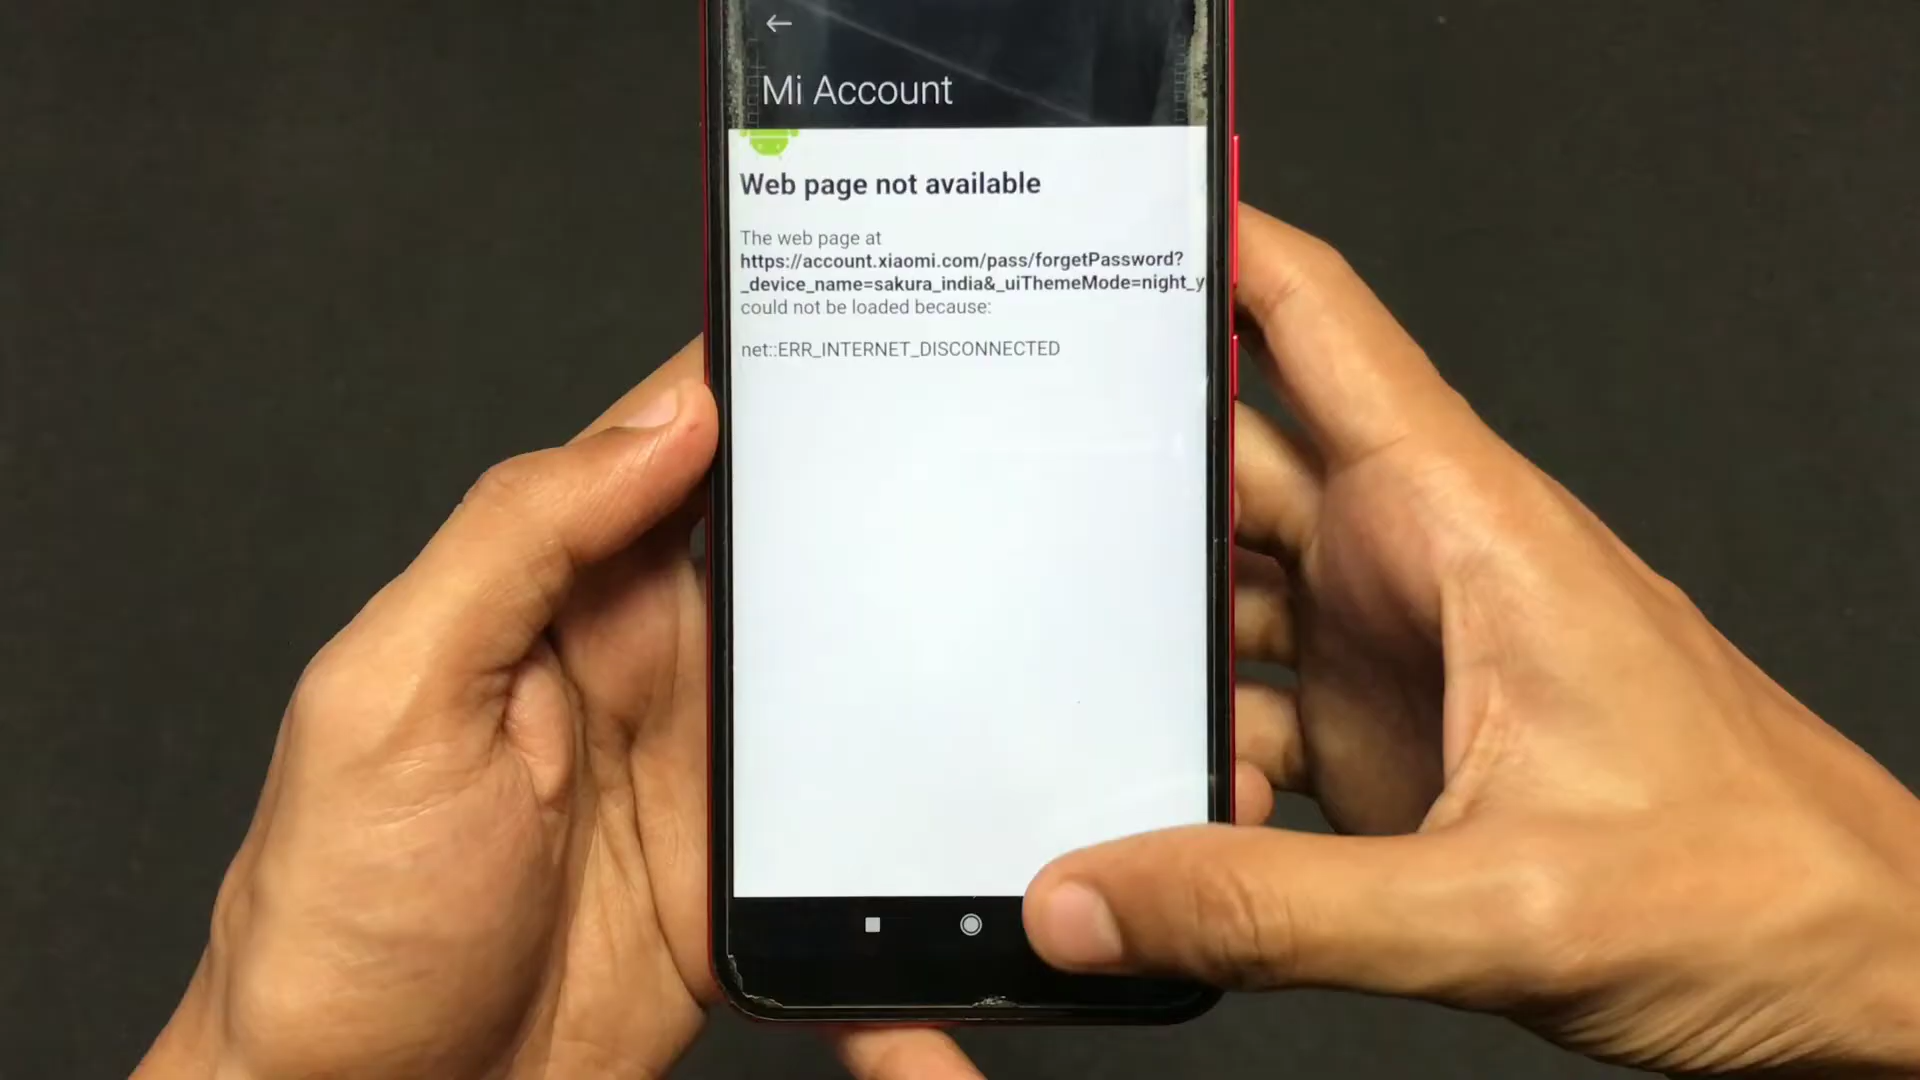 Mi Account
Web page not available
The web page at
https://account.xiaomi.com/pass/forgetPassword?
_device_name=sakura_india&_uiThemeMode=night_y
could not be loaded because:
net::ERR_INTERNET_DISCONNECTED